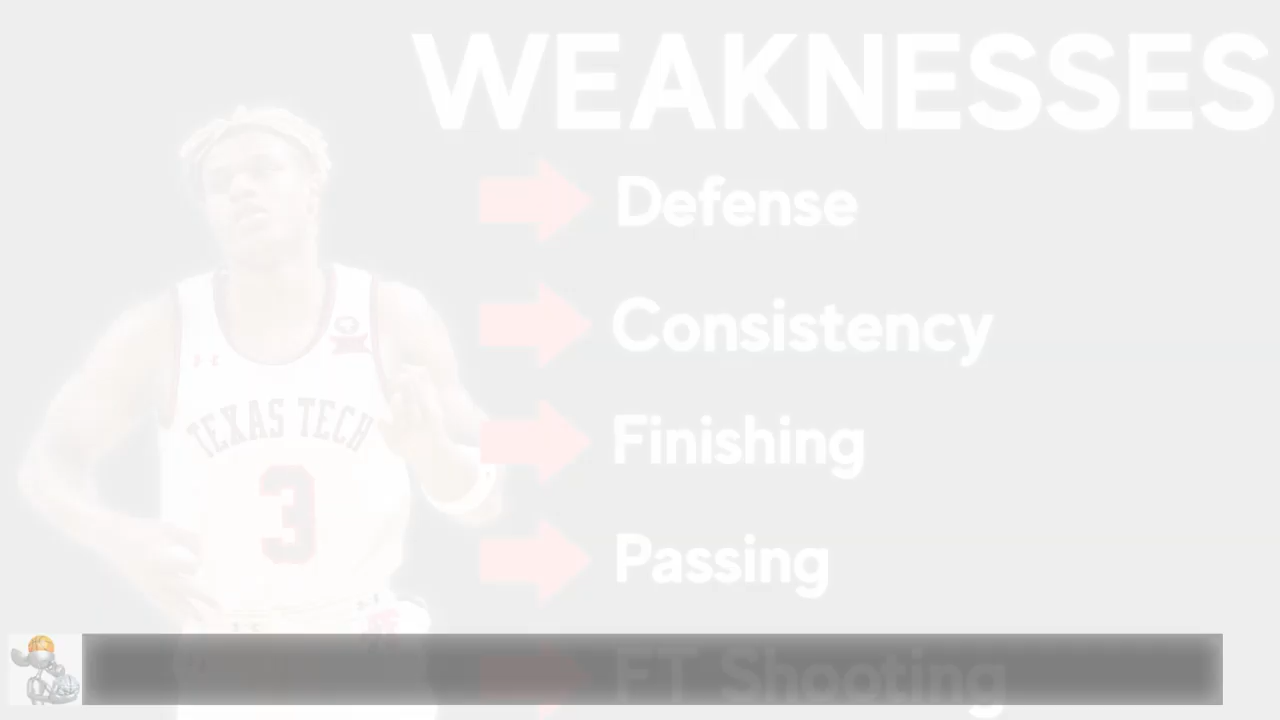 WEAKNESSES
Defense
Consistency
Finishing
TEXAS TECH
3
Passing
FT Shooting